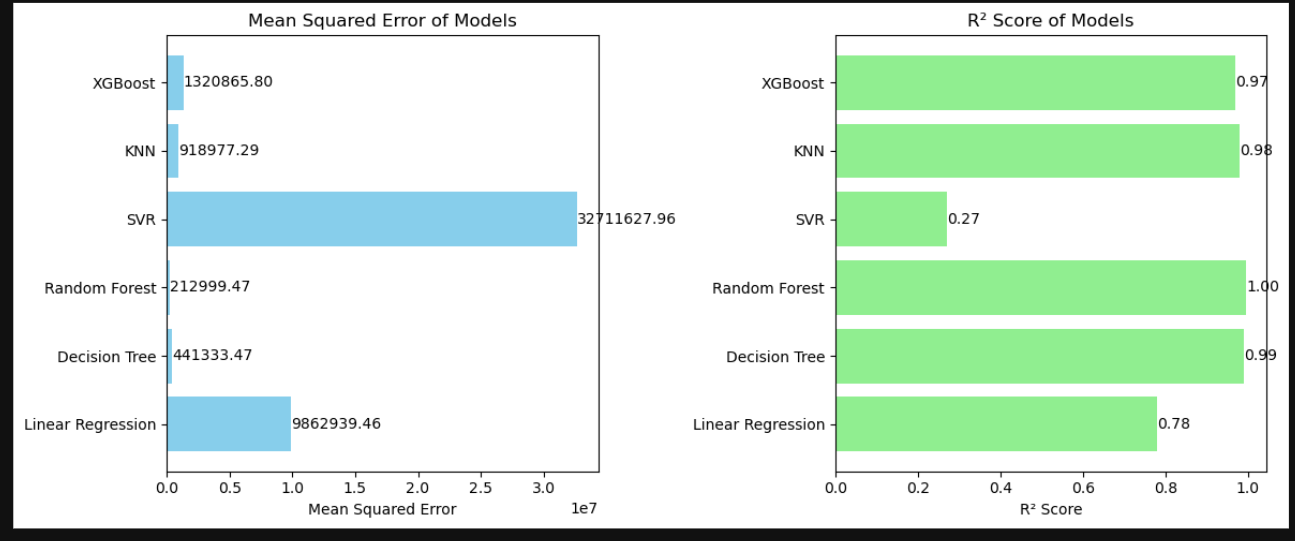 Mean Squared Error of Models
XGBoost
1320865.80
KNN
918977.29
SVR
32711627.96
Random Forest
212999.47
Decision Tree
441333.47
Linear Regression
9862939.46
0.0 0.5 1.0 1.5 2.0 2.5 3.0
1e7
Mean Squared Error
R² Score of Models
XGBoost
0.97
KNN
0.98
SVR
0.27
Random Forest
1.00
Decision Tree
0.99
Linear Regression
0.78
0.0 0.2 0.4 0.6 0.8 1.0
R² Score